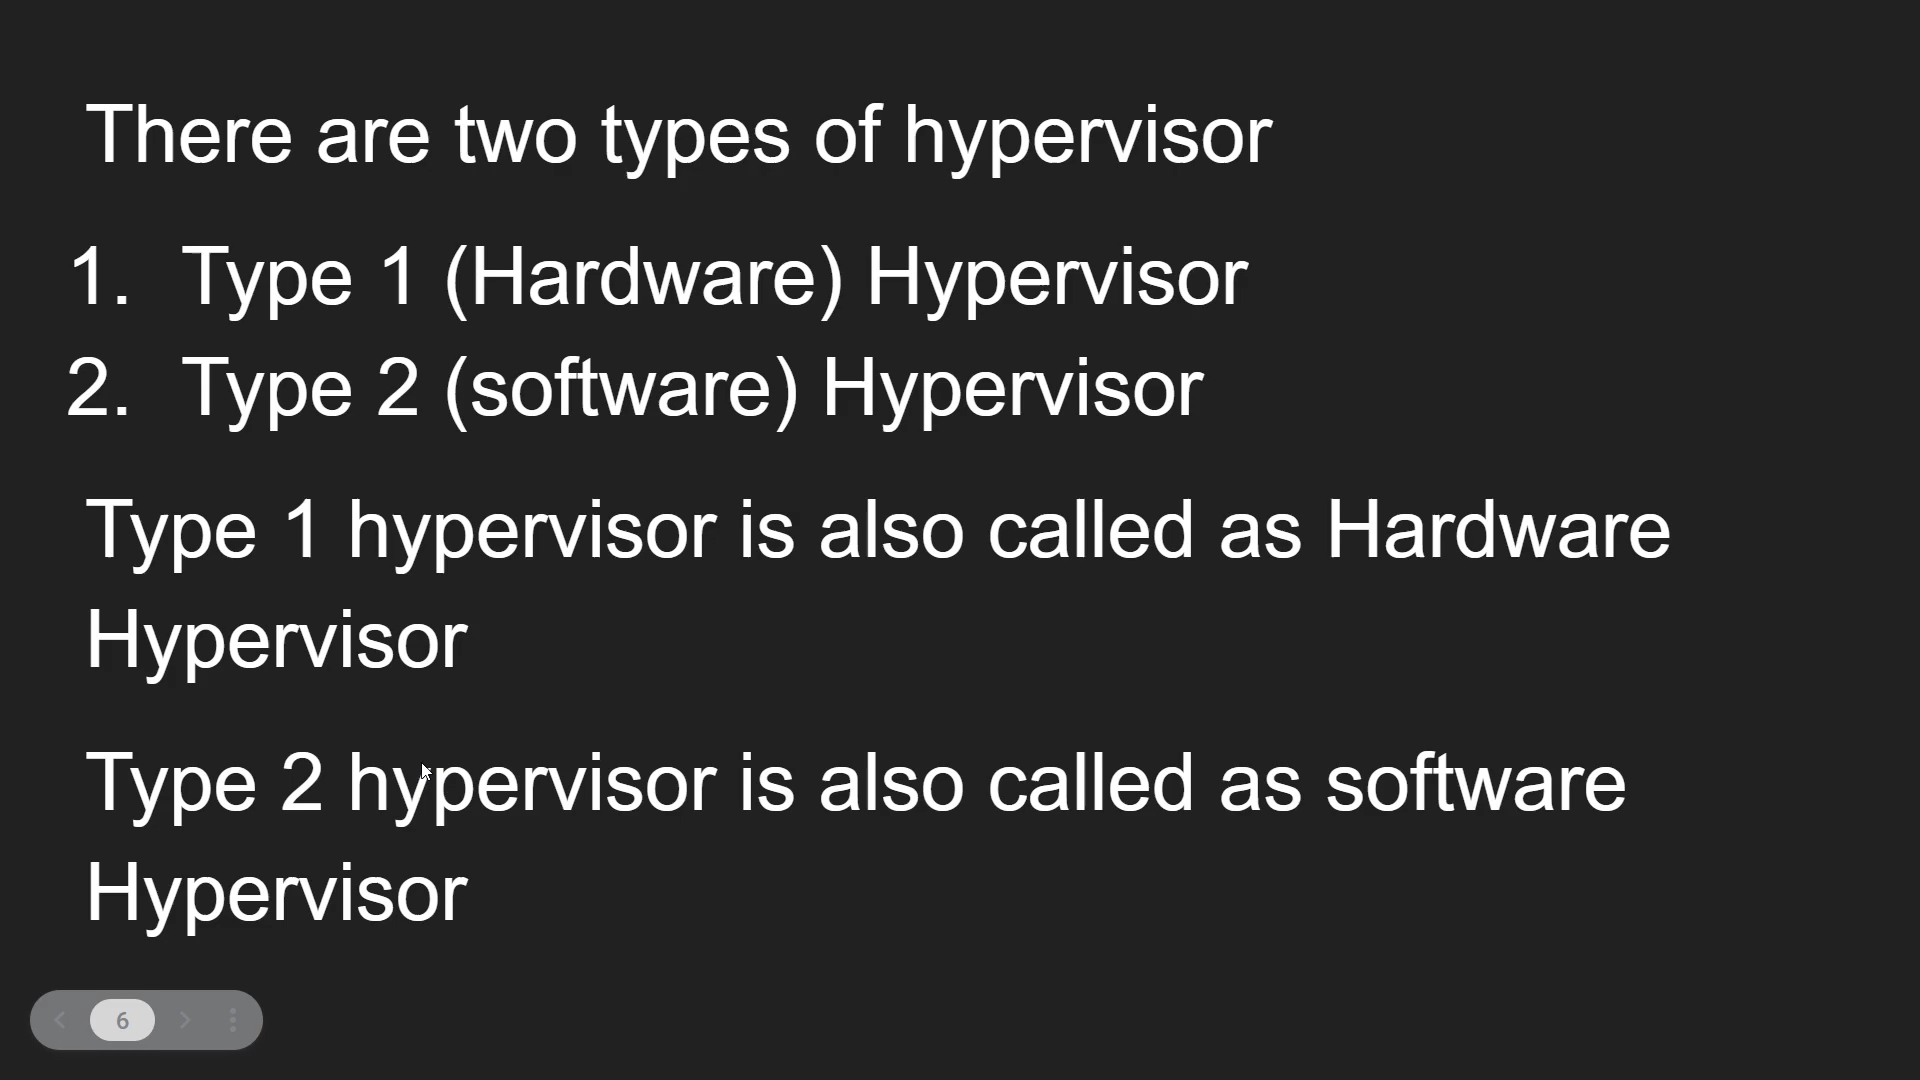 There are two types of hypervisor
1. Type 1 (Hardware) Hypervisor
2. Type 2 (software) Hypervisor
Type 1 hypervisor is also called as Hardware
Hypervisor
Type 2 hypervisor is also called as software
Hypervisor
6